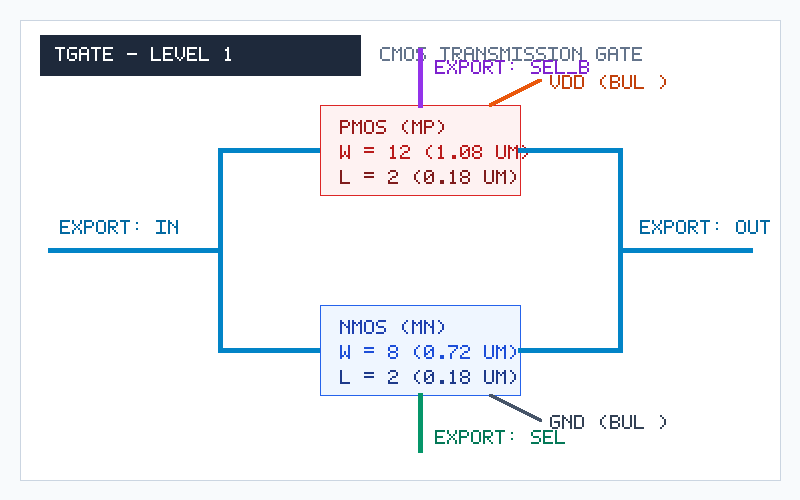 TGATE - LEVEL 1
CMOS TRANSMISSION GATE
EXPORT: SEL_B
VDD (BUL )
PMOS (MP)
W = 12 (1.08 UM)
L = 2 (0.18 UM)
EXPORT: IN
EXPORT: OUT
NMOS (MN)
W = 8 (0.72 UM)
L = 2 (0.18 UM)
GND (BUL )
EXPORT: SEL